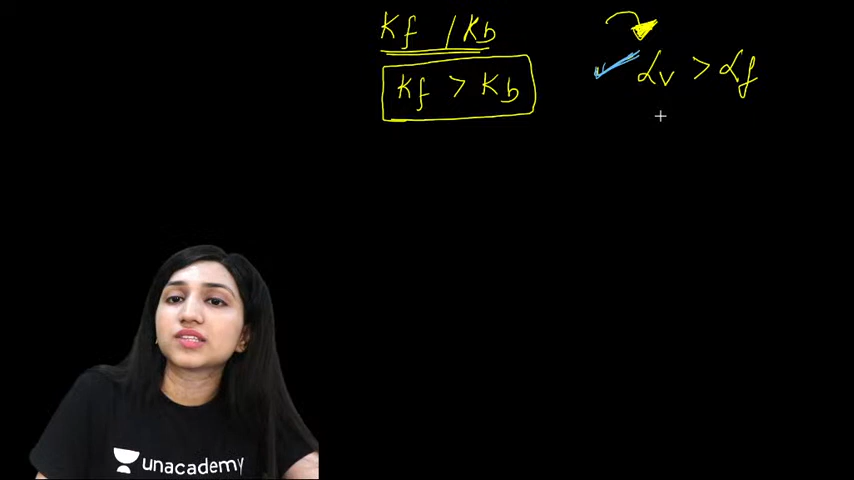 Kf / Kb
Kf > Kb
αv > αf
unacademy